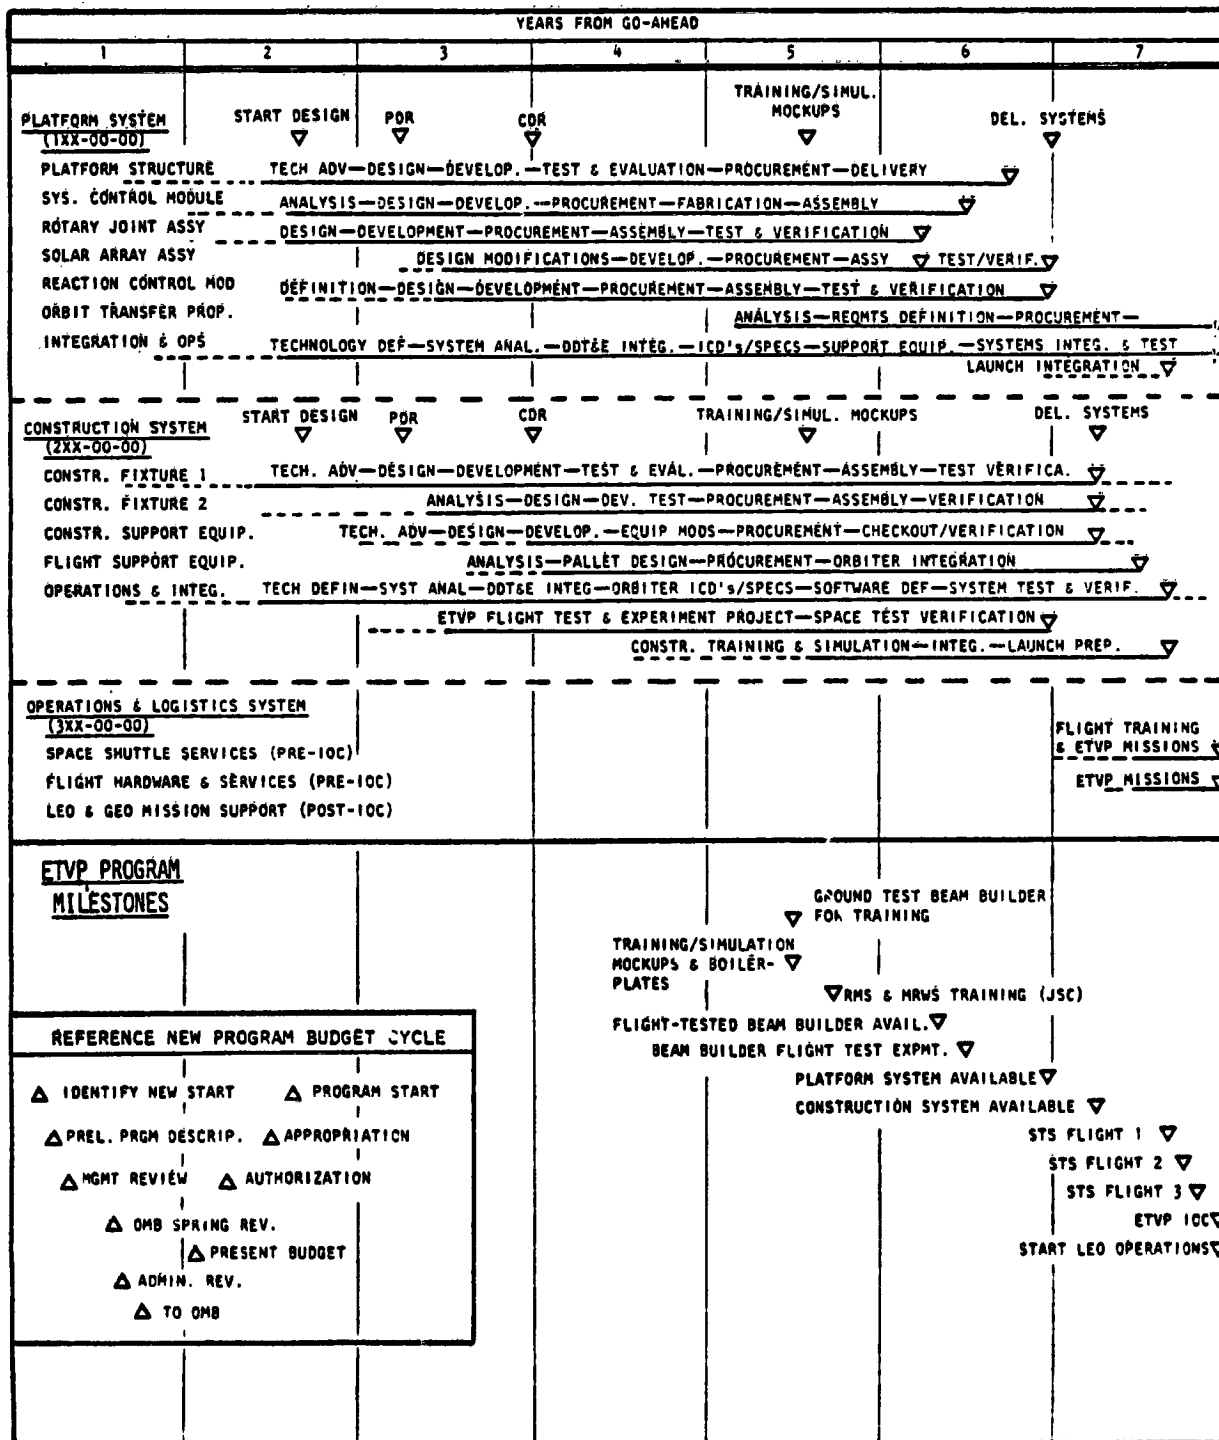 YEARS FROM GO-AHEAD
1 2 3 4 5 6 7
TRAINING/SIMUL.
MOCKUPS
START DESIGN PDR CDR DEL. SYSTEMS
PLATFORM SYSTEM
(1XX-00-00)
PLATFORM STRUCTURE TECH ADV—DESIGN—DEVELOP.—TEST & EVALUATION—PROCUREMENT—DELIVERY
SYS. CONTROL MODULE ANALYSIS—DESIGN—DEVELOP.—PROCUREMENT—FABRICATION—ASSEMBLY
ROTARY JOINT ASSY DESIGN—DEVELOPMENT—PROCUREMENT—ASSEMBLY—TEST & VERIFICATION
SOLAR ARRAY ASSY DESIGN MODIFICATIONS—DEVELOP.—PROCUREMENT—ASSY TEST/VERIF.
REACTION CONTROL MOD DEFINITION—DESIGN—DEVELOPMENT—PROCUREMENT—ASSEMBLY—TEST & VERIFICATION
ORBIT TRANSFER PROP. ANALYSIS—REQMTS DEFINITION—PROCUREMENT—
INTEGRATION & OPS TECHNOLOGY DEF—SYSTEM ANAL.—DDT&E INTEG.—ICD's/SPECS—SUPPORT EQUIP.—SYSTEMS INTEG. & TEST
LAUNCH INTEGRATION
START DESIGN PDR CDR TRAINING/SIMUL. MOCKUPS DEL. SYSTEMS
CONSTRUCTION SYSTEM
(2XX-00-00)
CONSTR. FIXTURE 1 TECH. ADV—DESIGN—DEVELOPMENT—TEST & EVAL.—PROCUREMENT—ASSEMBLY—TEST VERIFICA.
CONSTR. FIXTURE 2 ANALYSIS—DESIGN—DEV. TEST—PROCUREMENT—ASSEMBLY—VERIFICATION
CONSTR. SUPPORT EQUIP. TECH. ADV—DESIGN—DEVELOP.—EQUIP MODS—PROCUREMENT—CHECKOUT/VERIFICATION
FLIGHT SUPPORT EQUIP. ANALYSIS—PALLET DESIGN—PROCUREMENT—ORBITER INTEGRATION
OPERATIONS & INTEG. TECH DEFIN—SYST ANAL—DDT&E INTEG—ORBITER ICD's/SPECS—SOFTWARE DEF—SYSTEM TEST & VERIF.
ETVP FLIGHT TEST & EXPERIMENT PROJECT—SPACE TEST VERIFICATION
CONSTR. TRAINING & SIMULATION—INTEG.—LAUNCH PREP.
OPERATIONS & LOGISTICS SYSTEM
(3XX-00-00)
SPACE SHUTTLE SERVICES (PRE-IOC)
FLIGHT HARDWARE & SERVICES (PRE-IOC)
LEO & GEO MISSION SUPPORT (POST-IOC)
FLIGHT TRAINING
& ETVP MISSIONS
ETVP MISSIONS
ETVP PROGRAM
MILESTONES
GROUND TEST BEAM BUILDER
FOR TRAINING
TRAINING/SIMULATION
MOCKUPS & BOILER-
PLATES
RMS & MRWS TRAINING (JSC)
FLIGHT-TESTED BEAM BUILDER AVAIL.
BEAM BUILDER FLIGHT TEST EXPMT.
PLATFORM SYSTEM AVAILABLE
CONSTRUCTION SYSTEM AVAILABLE
STS FLIGHT 1
STS FLIGHT 2
STS FLIGHT 3
ETVP IOC
START LEO OPERATIONS
REFERENCE NEW PROGRAM BUDGET CYCLE
IDENTIFY NEW START PROGRAM START
PREL. PRGM DESCRIP. APPROPRIATION
MGMT REVIEW AUTHORIZATION
OMB SPRING REV.
PRESENT BUDGET
ADMIN. REV.
TO OMB